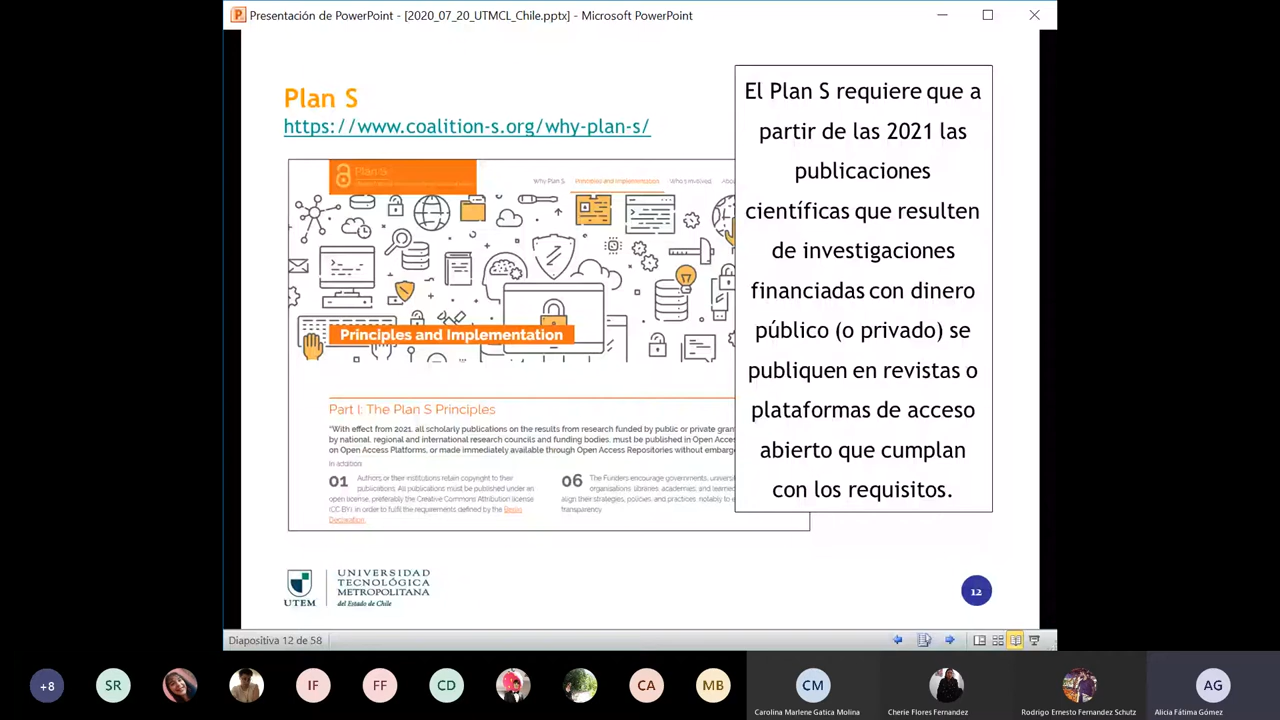 Presentación de PowerPoint - [2020_07_20_UTMCL_Chile.pptx] - Microsoft PowerPoint
Plan S
https://www.coalition-s.org/why-plan-s/
El Plan S requiere que a
partir de las 2021 las
publicaciones
científicas que resulten
de investigaciones
financiadas con dinero
público (o privado) se
publiquen en revistas o
plataformas de acceso
abierto que cumplan
con los requisitos.
Plan S
Why Plan S Principles and Implementation Who's Involved
Principles and Implementation
Part I: The Plan S Principles
"With effect from 2021, all scholarly publications on the results from research funded by public or private
by national, regional and international research councils and funding bodies, must be published in Open
on Open Access Platforms, or made immediately available through Open Access Repositories without
In addition:
01 Authors or their institutions retain copyright to their
publications. All publications must be published under an
open license, preferably the Creative Commons Attribution license
(CC-BY), in order to fulfil the requirements defined by the Berlin
Declaration;
06 The Funders encourage governments,
organisations, libraries, academies, and
align their strategies, policies, and practices, notably to
transparency.
UTEM
UNIVERSIDAD
TECNOLÓGICA
METROPOLITANA
del Estado de Chile
12
Diapositiva 12 de 58
+8 SR IF FF CD CA MB CM AG
Carolina Marlene Gatica Molina Cherie Flores Fernandez Rodrigo Ernesto Fernandez Schutz Alicia Fátima Gómez